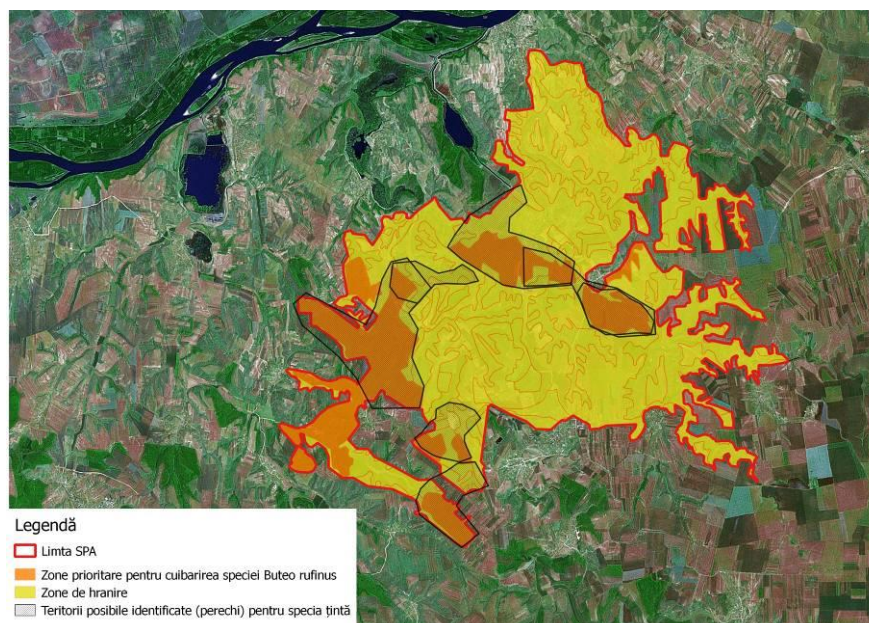 Legendă
Limta SPA
Zone prioritare pentru cuibarirea speciei Buteo rufinus
Zone de hranire
Teritorii posibile identificate (perechi) pentru specia țintă